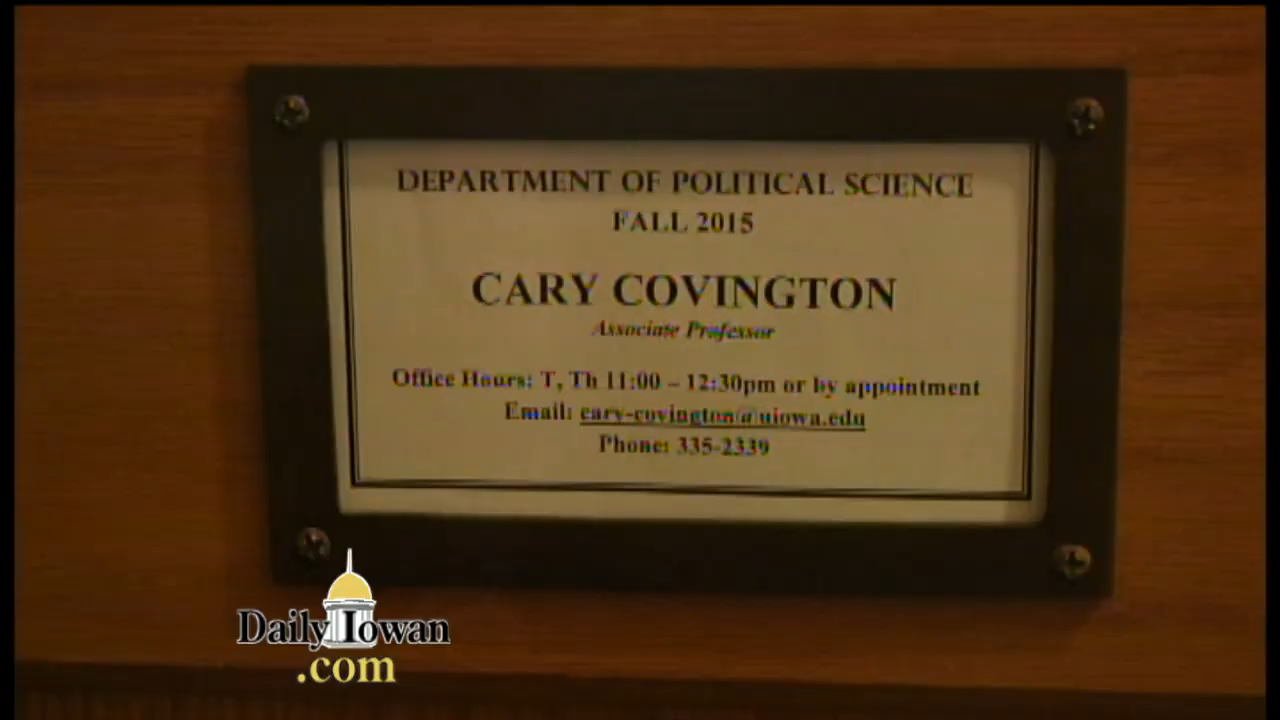 DEPARTMENT OF POLITICAL SCIENCE
FALL 2015
CARY COVINGTON
Associate Professor
Office Hours: T, Th 11:00 – 12:30pm or by appointment
Email: cary-covington@uiowa.edu
Phone: 335-2339
Daily Iowan
.com